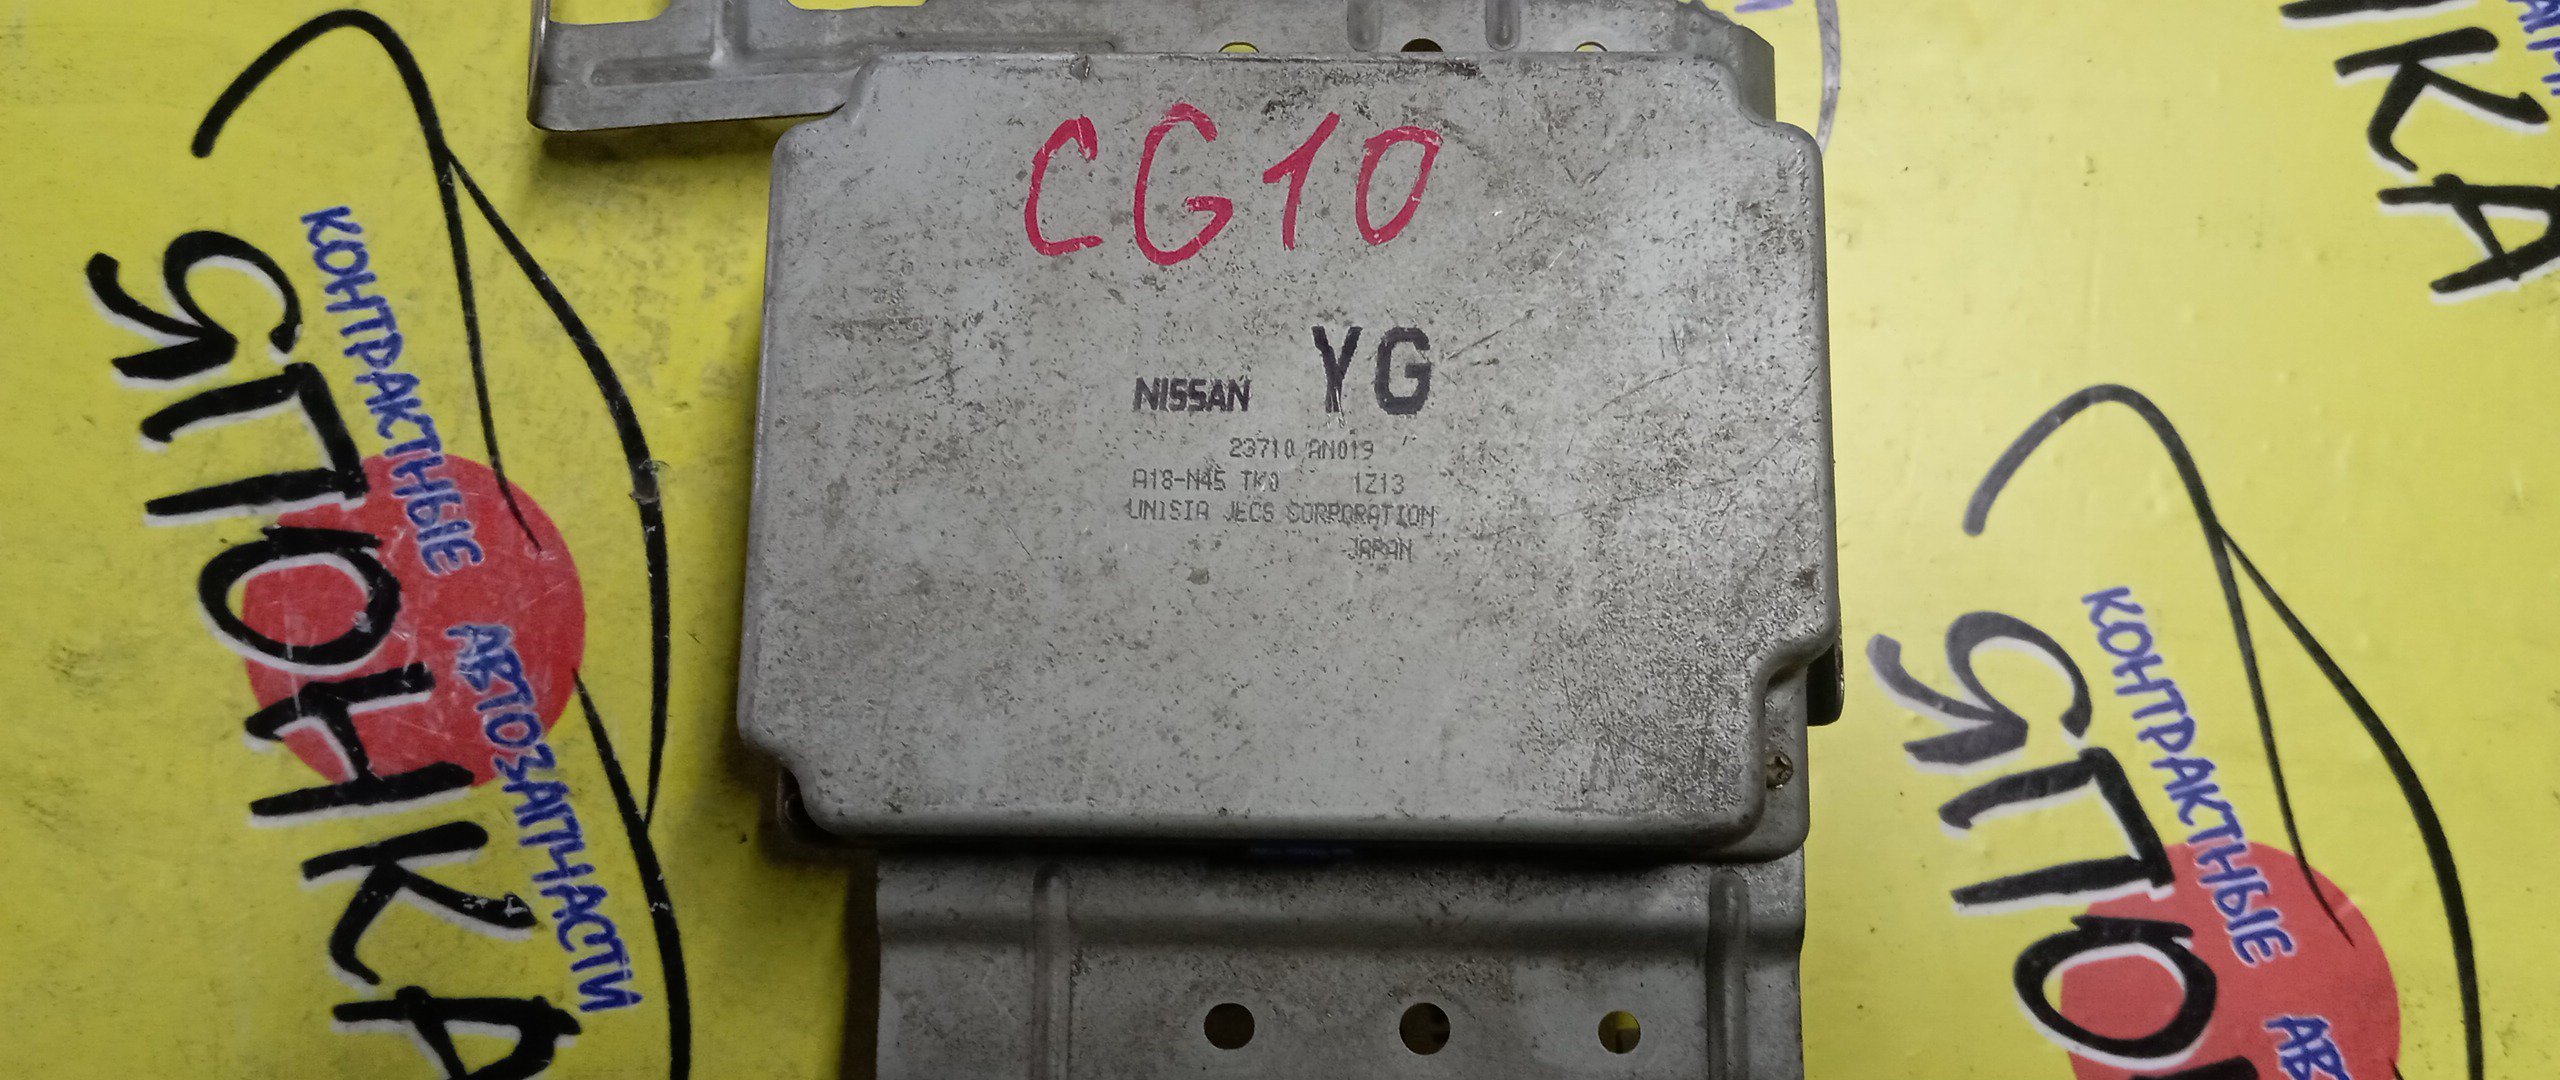 CG10
NISSAN YG
23710 AN019
A18-N45 TK0 1Z13
UNISIA JECS CORPORATION
JAPAN
КОНТРАКТНЫЕ
ЯПОНКА
АВТОЗАПЧАСТИ
КОНТРАКТНЫЕ